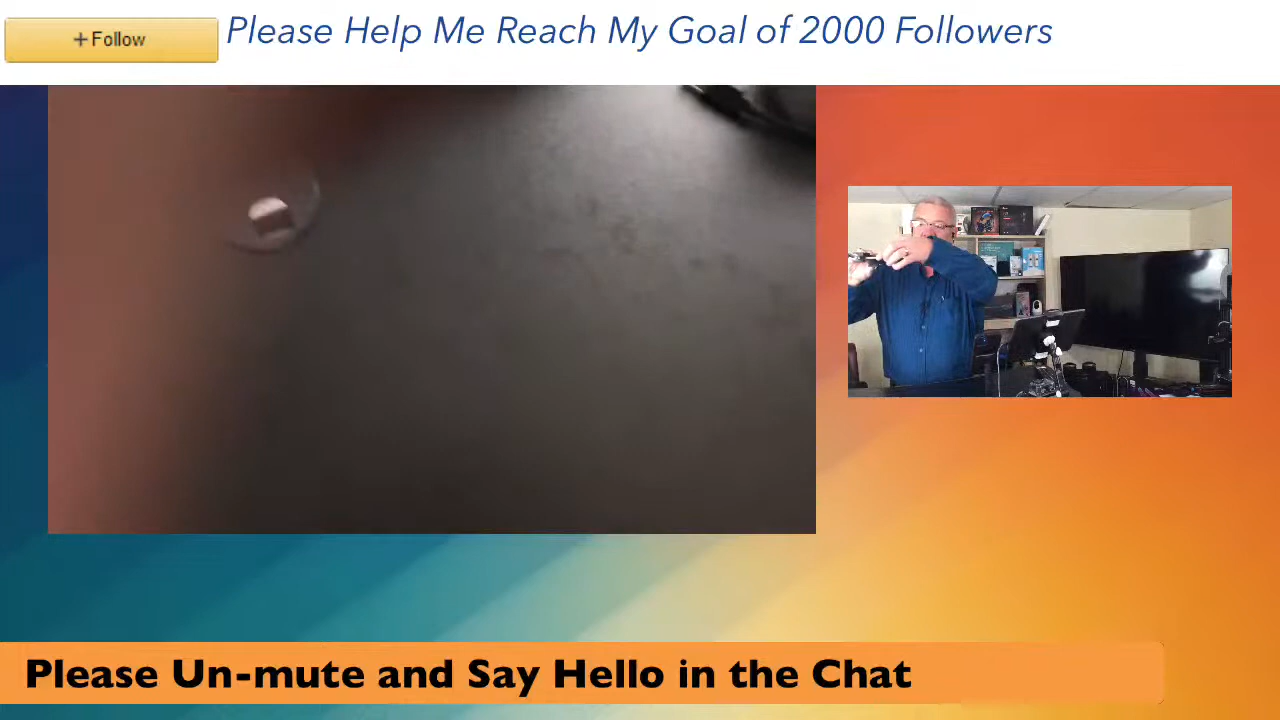 +Follow
Please Help Me Reach My Goal of 2000 Followers
Please Un-mute and Say Hello in the Chat